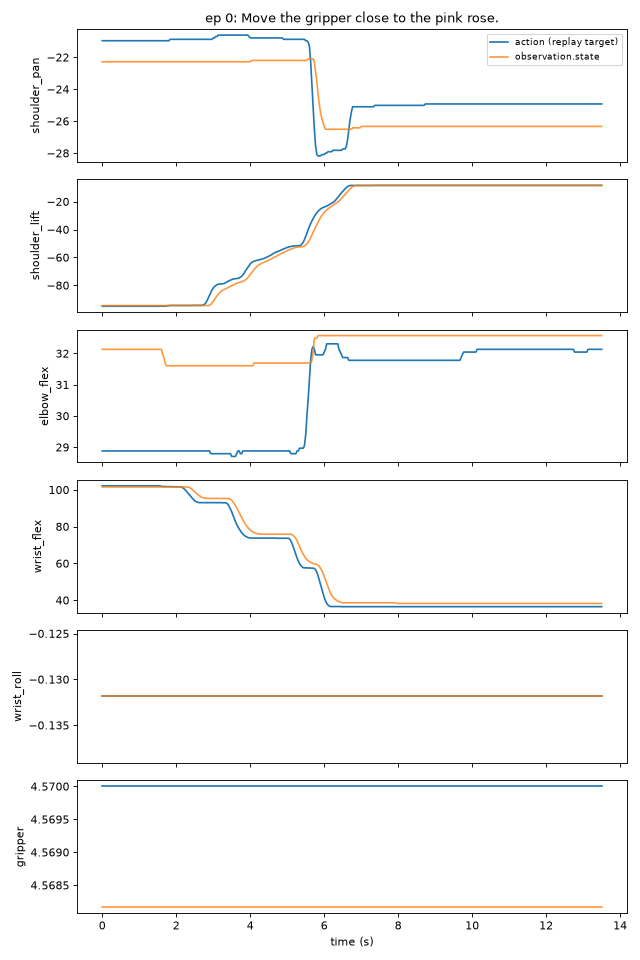 ep 0: Move the gripper close to the pink rose.
action (replay target)
observation.state
shoulder_pan
−22
−24
−26
−28
shoulder_lift
−20
−40
−60
−80
elbow_flex
32
31
30
29
wrist_flex
100
80
60
40
wrist_roll
−0.125
−0.130
−0.135
gripper
4.5700
4.5695
4.5690
4.5685
0 2 4 6 8 10 12 14
time (s)